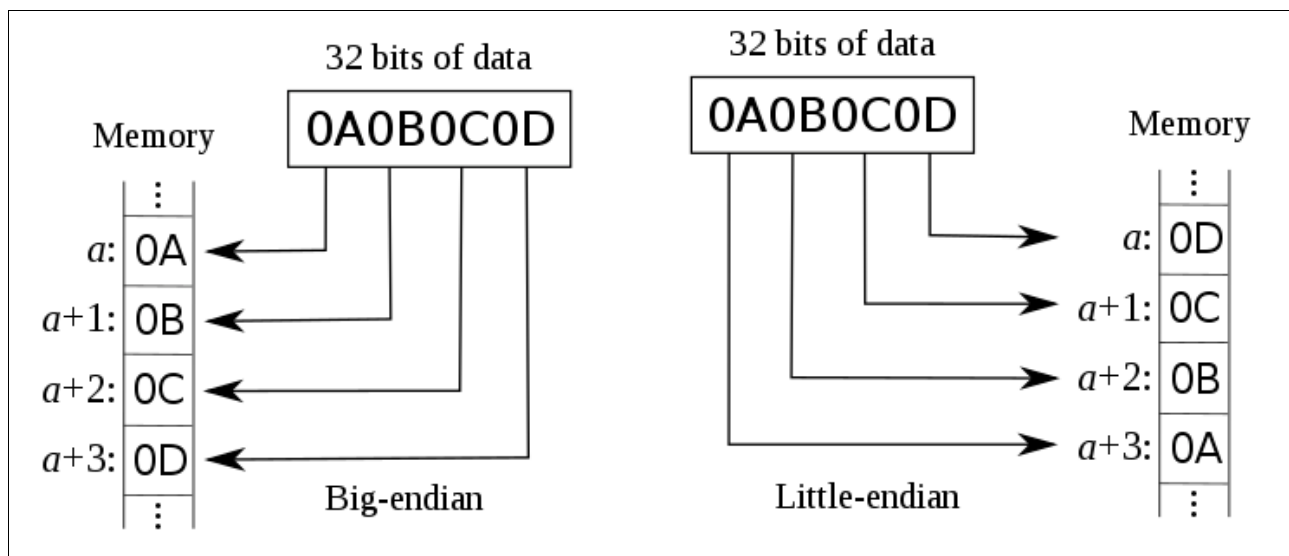 32 bits of data
0A0B0C0D
Memory
⋮
a: 0A
a+1: 0B
a+2: 0C
a+3: 0D
⋮
Big-endian
32 bits of data
0A0B0C0D
Memory
⋮
a: 0D
a+1: 0C
a+2: 0B
a+3: 0A
⋮
Little-endian